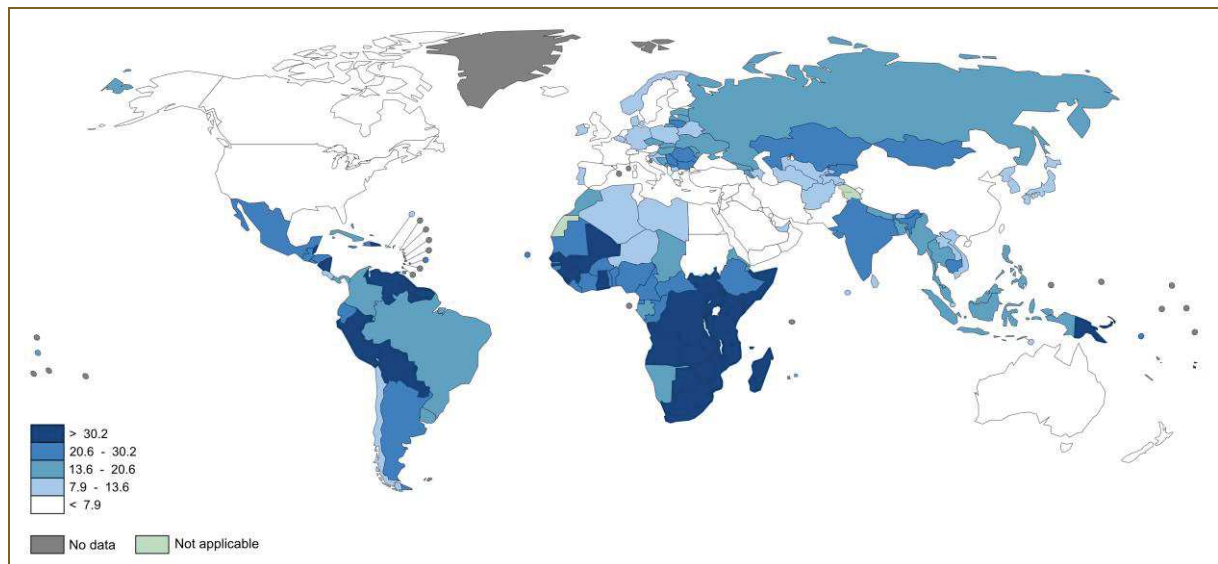 > 30.2
20.6 - 30.2
13.6 - 20.6
7.9 - 13.6
< 7.9
No data
Not applicable